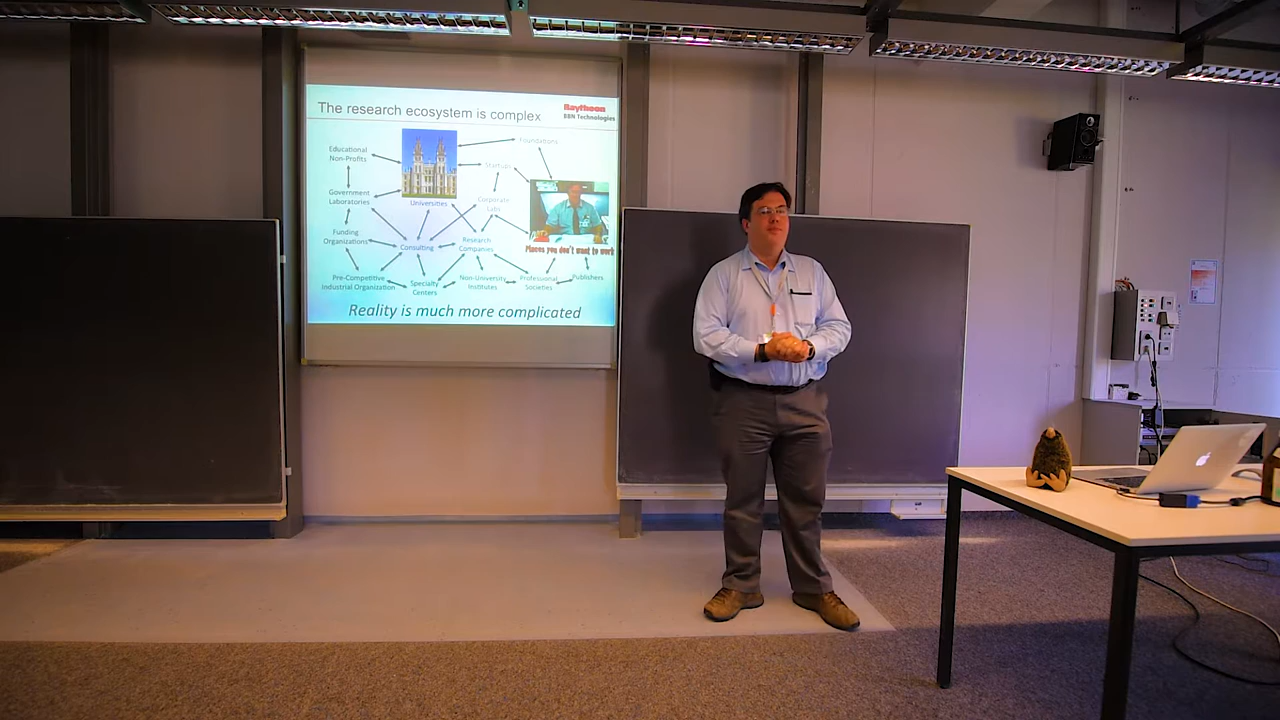 The research ecosystem is complex
Raytheon
BBN Technologies
Foundations
Educational
Non-Profits
Startups
Government
Laboratories
Universities
Corporate
Labs
Funding
Organizations
Consulting
Research
Companies
Places you don't want to work
Pre-Competitive
Industrial Organization
Specialty
Centers
Non-University
Institutes
Professional
Societies
Publishers
Reality is much more complicated